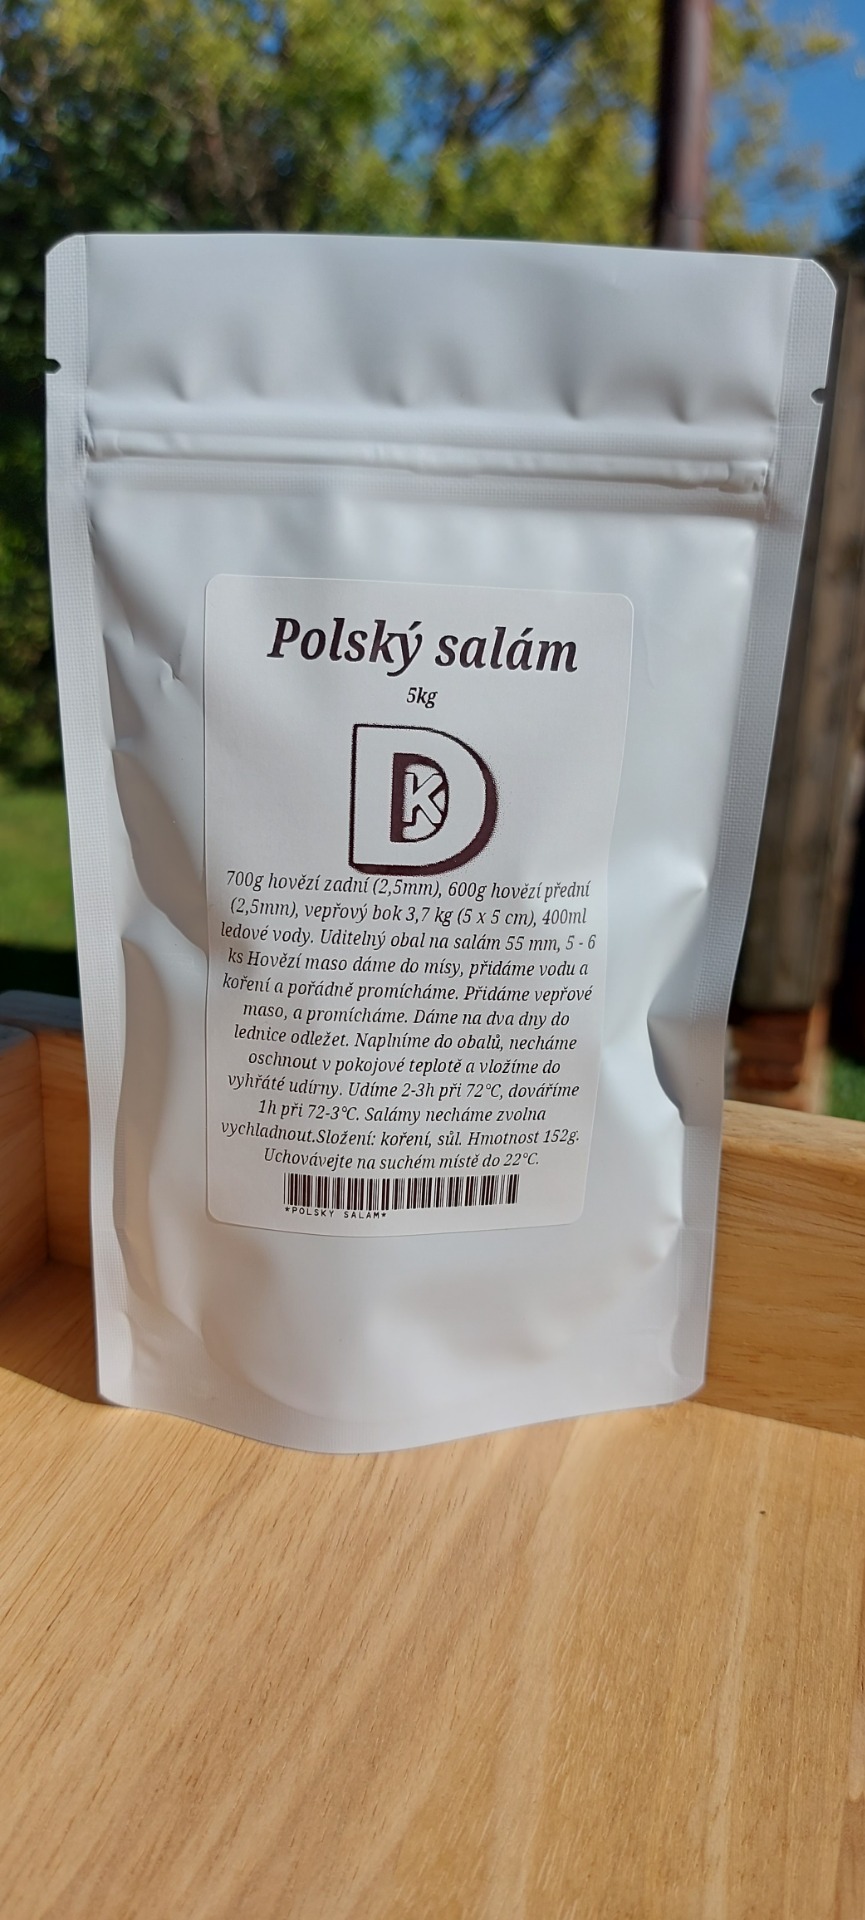 Polský salám
5kg
DK
700g hovězí zadní (2,5mm), 600g hovězí přední
(2,5mm), vepřový bok 3,7 kg (5 x 5 cm), 400ml
ledové vody. Uditelný obal na salám 55 mm, 5 - 6
ks Hovězí maso dáme do mísy, přidáme vodu a
koření a pořádně promícháme. Přidáme vepřové
maso, a promícháme. Dáme na dva dny do
lednice odležet. Naplníme do obalů, necháme
oschnout v pokojové teplotě a vložíme do
vyhřáté udírny. Udíme 2-3h při 72°C, dováříme
1h při 72-3°C. Salámy necháme zvolna
vychladnout.Složení: koření, sůl. Hmotnost 152g.
Uchovávejte na suchém místě do 22°C.
*POLSKY SALAM*